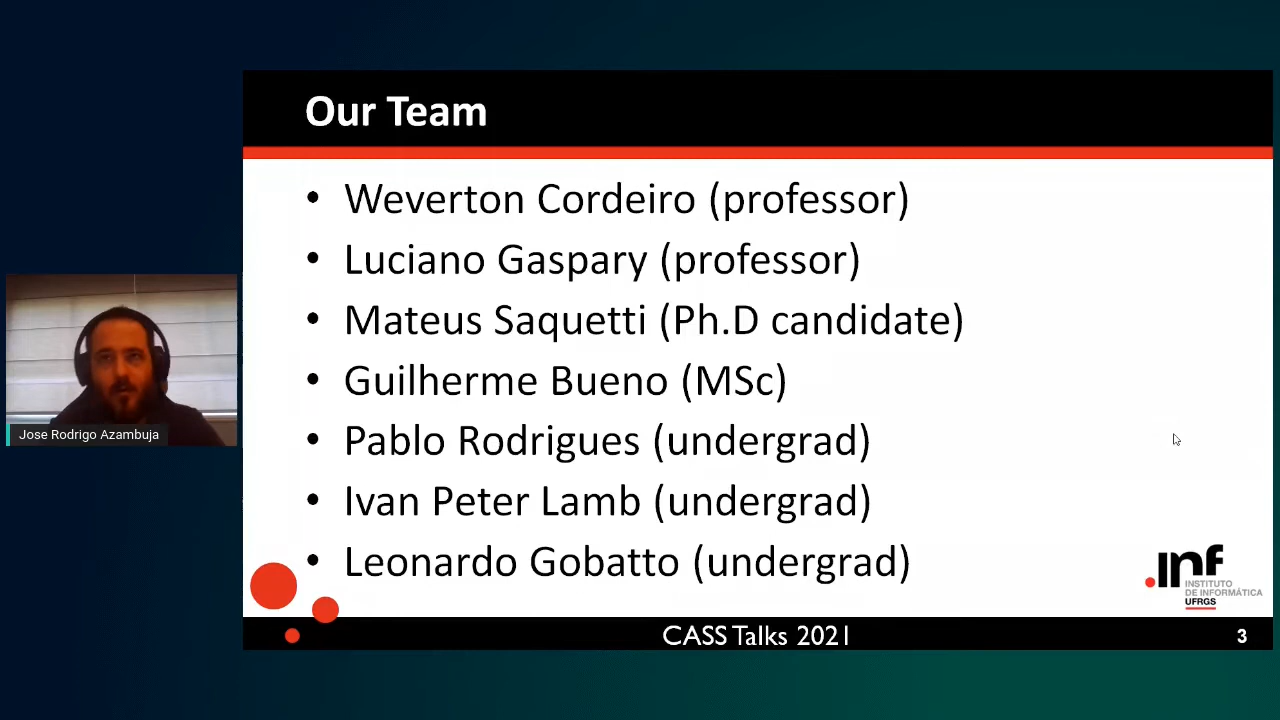 Our Team
• Weverton Cordeiro (professor)
• Luciano Gaspary (professor)
• Mateus Saquetti (Ph.D candidate)
• Guilherme Bueno (MSc)
• Pablo Rodrigues (undergrad)
• Ivan Peter Lamb (undergrad)
• Leonardo Gobatto (undergrad)
Jose Rodrigo Azambuja
.inf
INSTITUTO
DE INFORMÁTICA
UFRGS
CASS Talks 2021
3